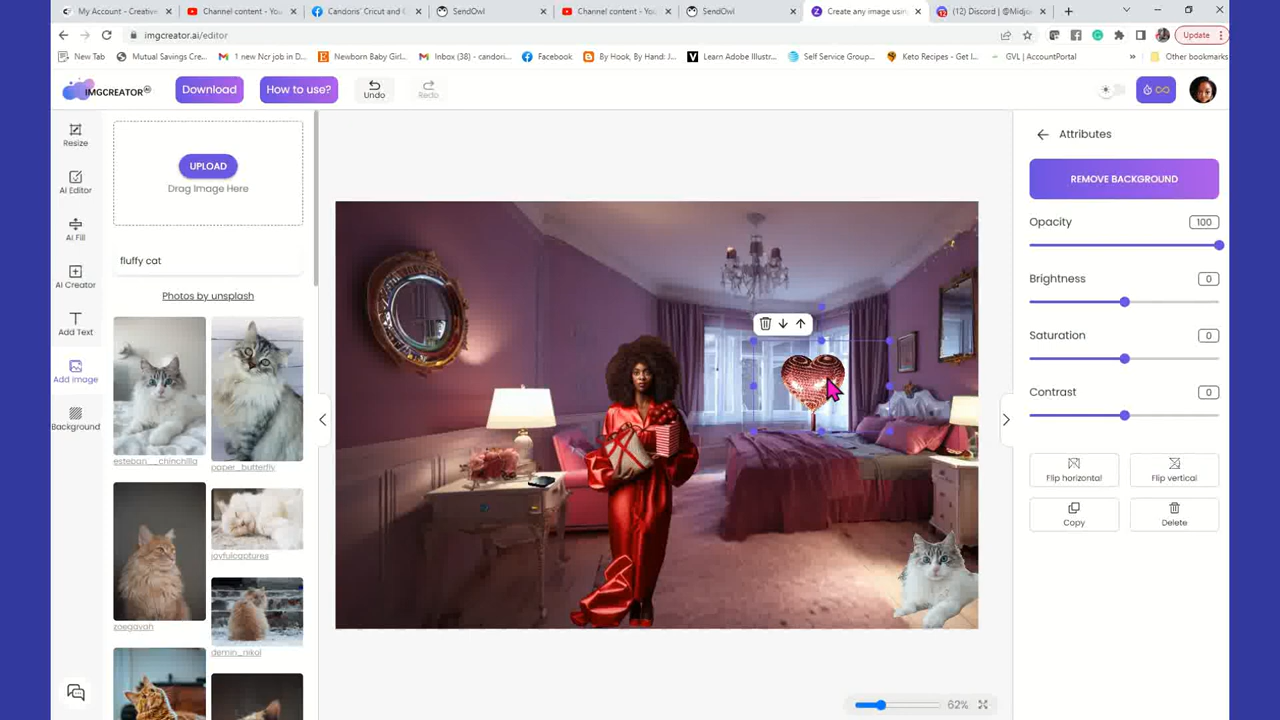 My Account - Creative
Channel content - You
Candoris' Cricut and C
SendOwl
Channel content - You
SendOwl
Create any image usin
(12) Discord | @Midjo
imgcreator.ai/editor
Update
New Tab
Mutual Savings Cre...
1 new Ncr job in D...
Newborn Baby Girl...
Inbox (38) - candori...
Facebook
By Hook, By Hand: J...
Learn Adobe Illustr...
Self Service Group...
Keto Recipes - Get I...
GVL | AccountPortal
Other bookmarks
IMGCREATOR AI
Download
How to use?
Undo
Redo
Resize
AI Editor
AI Fill
AI Creator
Add Text
Add Image
Background
UPLOAD
Drag Image Here
fluffy cat
Photos by unsplash
esteban__chinchilla
paper_butterfly
joyfulcaptures
zoegayah
demin_nikol
62%
Attributes
REMOVE BACKGROUND
Opacity 100
Brightness 0
Saturation 0
Contrast 0
Flip horizontal
Flip vertical
Copy
Delete